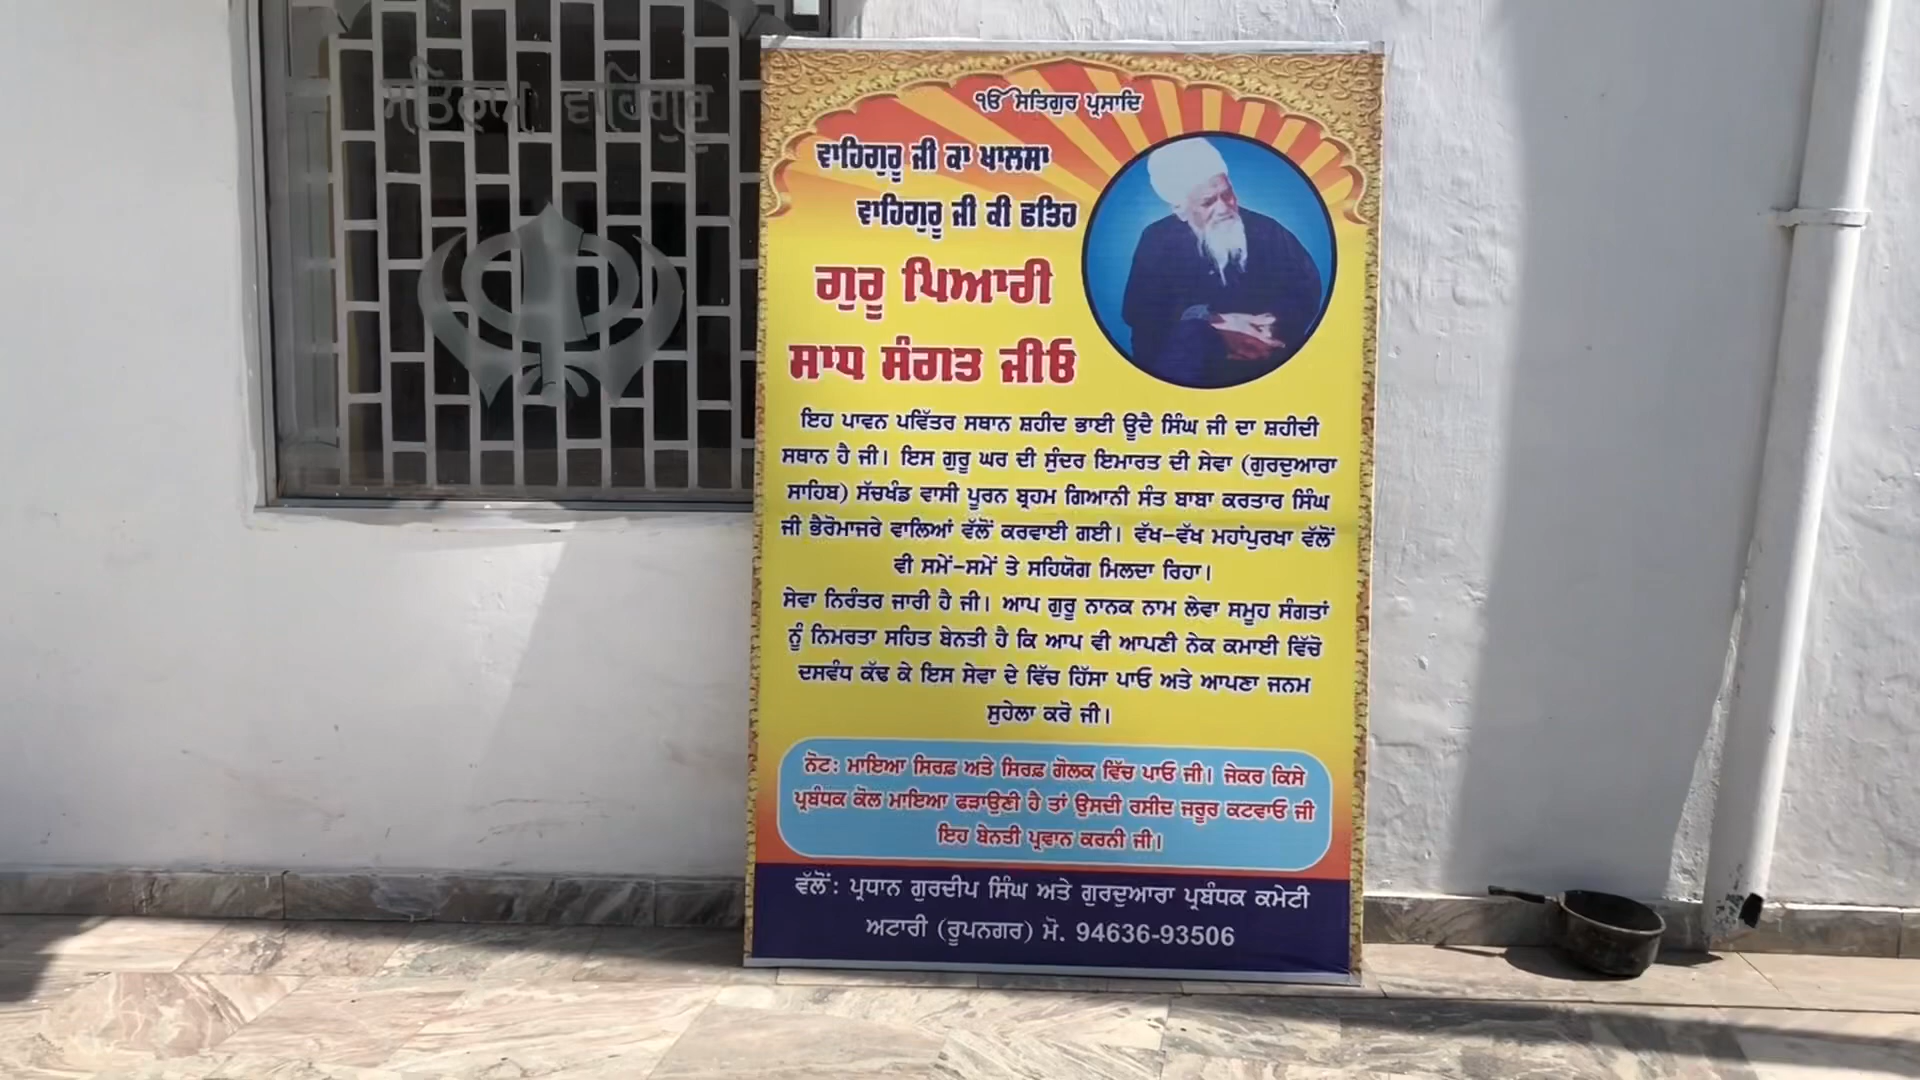 ਸਤਿਨਾਮ ਵਾਹਿਗੁਰੂ
ੴ ਸਤਿਗੁਰ ਪ੍ਰਸਾਦਿ
ਵਾਹਿਗੁਰੂ ਜੀ ਕਾ ਖਾਲਸਾ
ਵਾਹਿਗੁਰੂ ਜੀ ਕੀ ਫਤਿਹ
ਗੁਰੂ ਪਿਆਰੀ
ਸਾਧ ਸੰਗਤ ਜੀਓ
ਇਹ ਪਾਵਨ ਪਵਿੱਤਰ ਸਥਾਨ ਸ਼ਹੀਦ ਭਾਈ ਊਦੈ ਸਿੰਘ ਜੀ ਦਾ ਸ਼ਹੀਦੀ
ਸਥਾਨ ਹੈ ਜੀ। ਇਸ ਗੁਰੂ ਘਰ ਦੀ ਸੁੰਦਰ ਇਮਾਰਤ ਦੀ ਸੇਵਾ (ਗੁਰਦੁਆਰਾ
ਸਾਹਿਬ) ਸੱਚਖੰਡ ਵਾਸੀ ਪੂਰਨ ਬ੍ਰਹਮ ਗਿਆਨੀ ਸੰਤ ਬਾਬਾ ਕਰਤਾਰ ਸਿੰਘ
ਜੀ ਭੈਰੋਮਾਜਰੇ ਵਾਲਿਆਂ ਵੱਲੋਂ ਕਰਵਾਈ ਗਈ। ਵੱਖ-ਵੱਖ ਮਹਾਂਪੁਰਖਾ ਵੱਲੋਂ
ਵੀ ਸਮੇਂ-ਸਮੇਂ ਤੇ ਸਹਿਯੋਗ ਮਿਲਦਾ ਰਿਹਾ।
ਸੇਵਾ ਨਿਰੰਤਰ ਜਾਰੀ ਹੈ ਜੀ। ਆਪ ਗੁਰੂ ਨਾਨਕ ਨਾਮ ਲੇਵਾ ਸਮੂਹ ਸੰਗਤਾਂ
ਨੂੰ ਨਿਮਰਤਾ ਸਹਿਤ ਬੇਨਤੀ ਹੈ ਕਿ ਆਪ ਵੀ ਆਪਣੀ ਨੇਕ ਕਮਾਈ ਵਿੱਚੋ
ਦਸਵੰਧ ਕੱਢ ਕੇ ਇਸ ਸੇਵਾ ਦੇ ਵਿੱਚ ਹਿੱਸਾ ਪਾਓ ਅਤੇ ਆਪਣਾ ਜਨਮ
ਸੁਹੇਲਾ ਕਰੋ ਜੀ।
ਨੋਟ: ਮਾਇਆ ਸਿਰਫ਼ ਅਤੇ ਸਿਰਫ਼ ਗੋਲਕ ਵਿੱਚ ਪਾਓ ਜੀ। ਜੇਕਰ ਕਿਸੇ
ਪ੍ਰਬੰਧਕ ਕੋਲ ਮਾਇਆ ਫੜਾਉਣੀ ਹੈ ਤਾਂ ਉਸਦੀ ਰਸੀਦ ਜਰੂਰ ਕਟਵਾਓ ਜੀ
ਇਹ ਬੇਨਤੀ ਪ੍ਰਵਾਨ ਕਰਨੀ ਜੀ।
ਵੱਲੋਂ: ਪ੍ਰਧਾਨ ਗੁਰਦੀਪ ਸਿੰਘ ਅਤੇ ਗੁਰਦੁਆਰਾ ਪ੍ਰਬੰਧਕ ਕਮੇਟੀ
ਅਟਾਰੀ (ਰੂਪਨਗਰ) ਮੋ. 94636-93506